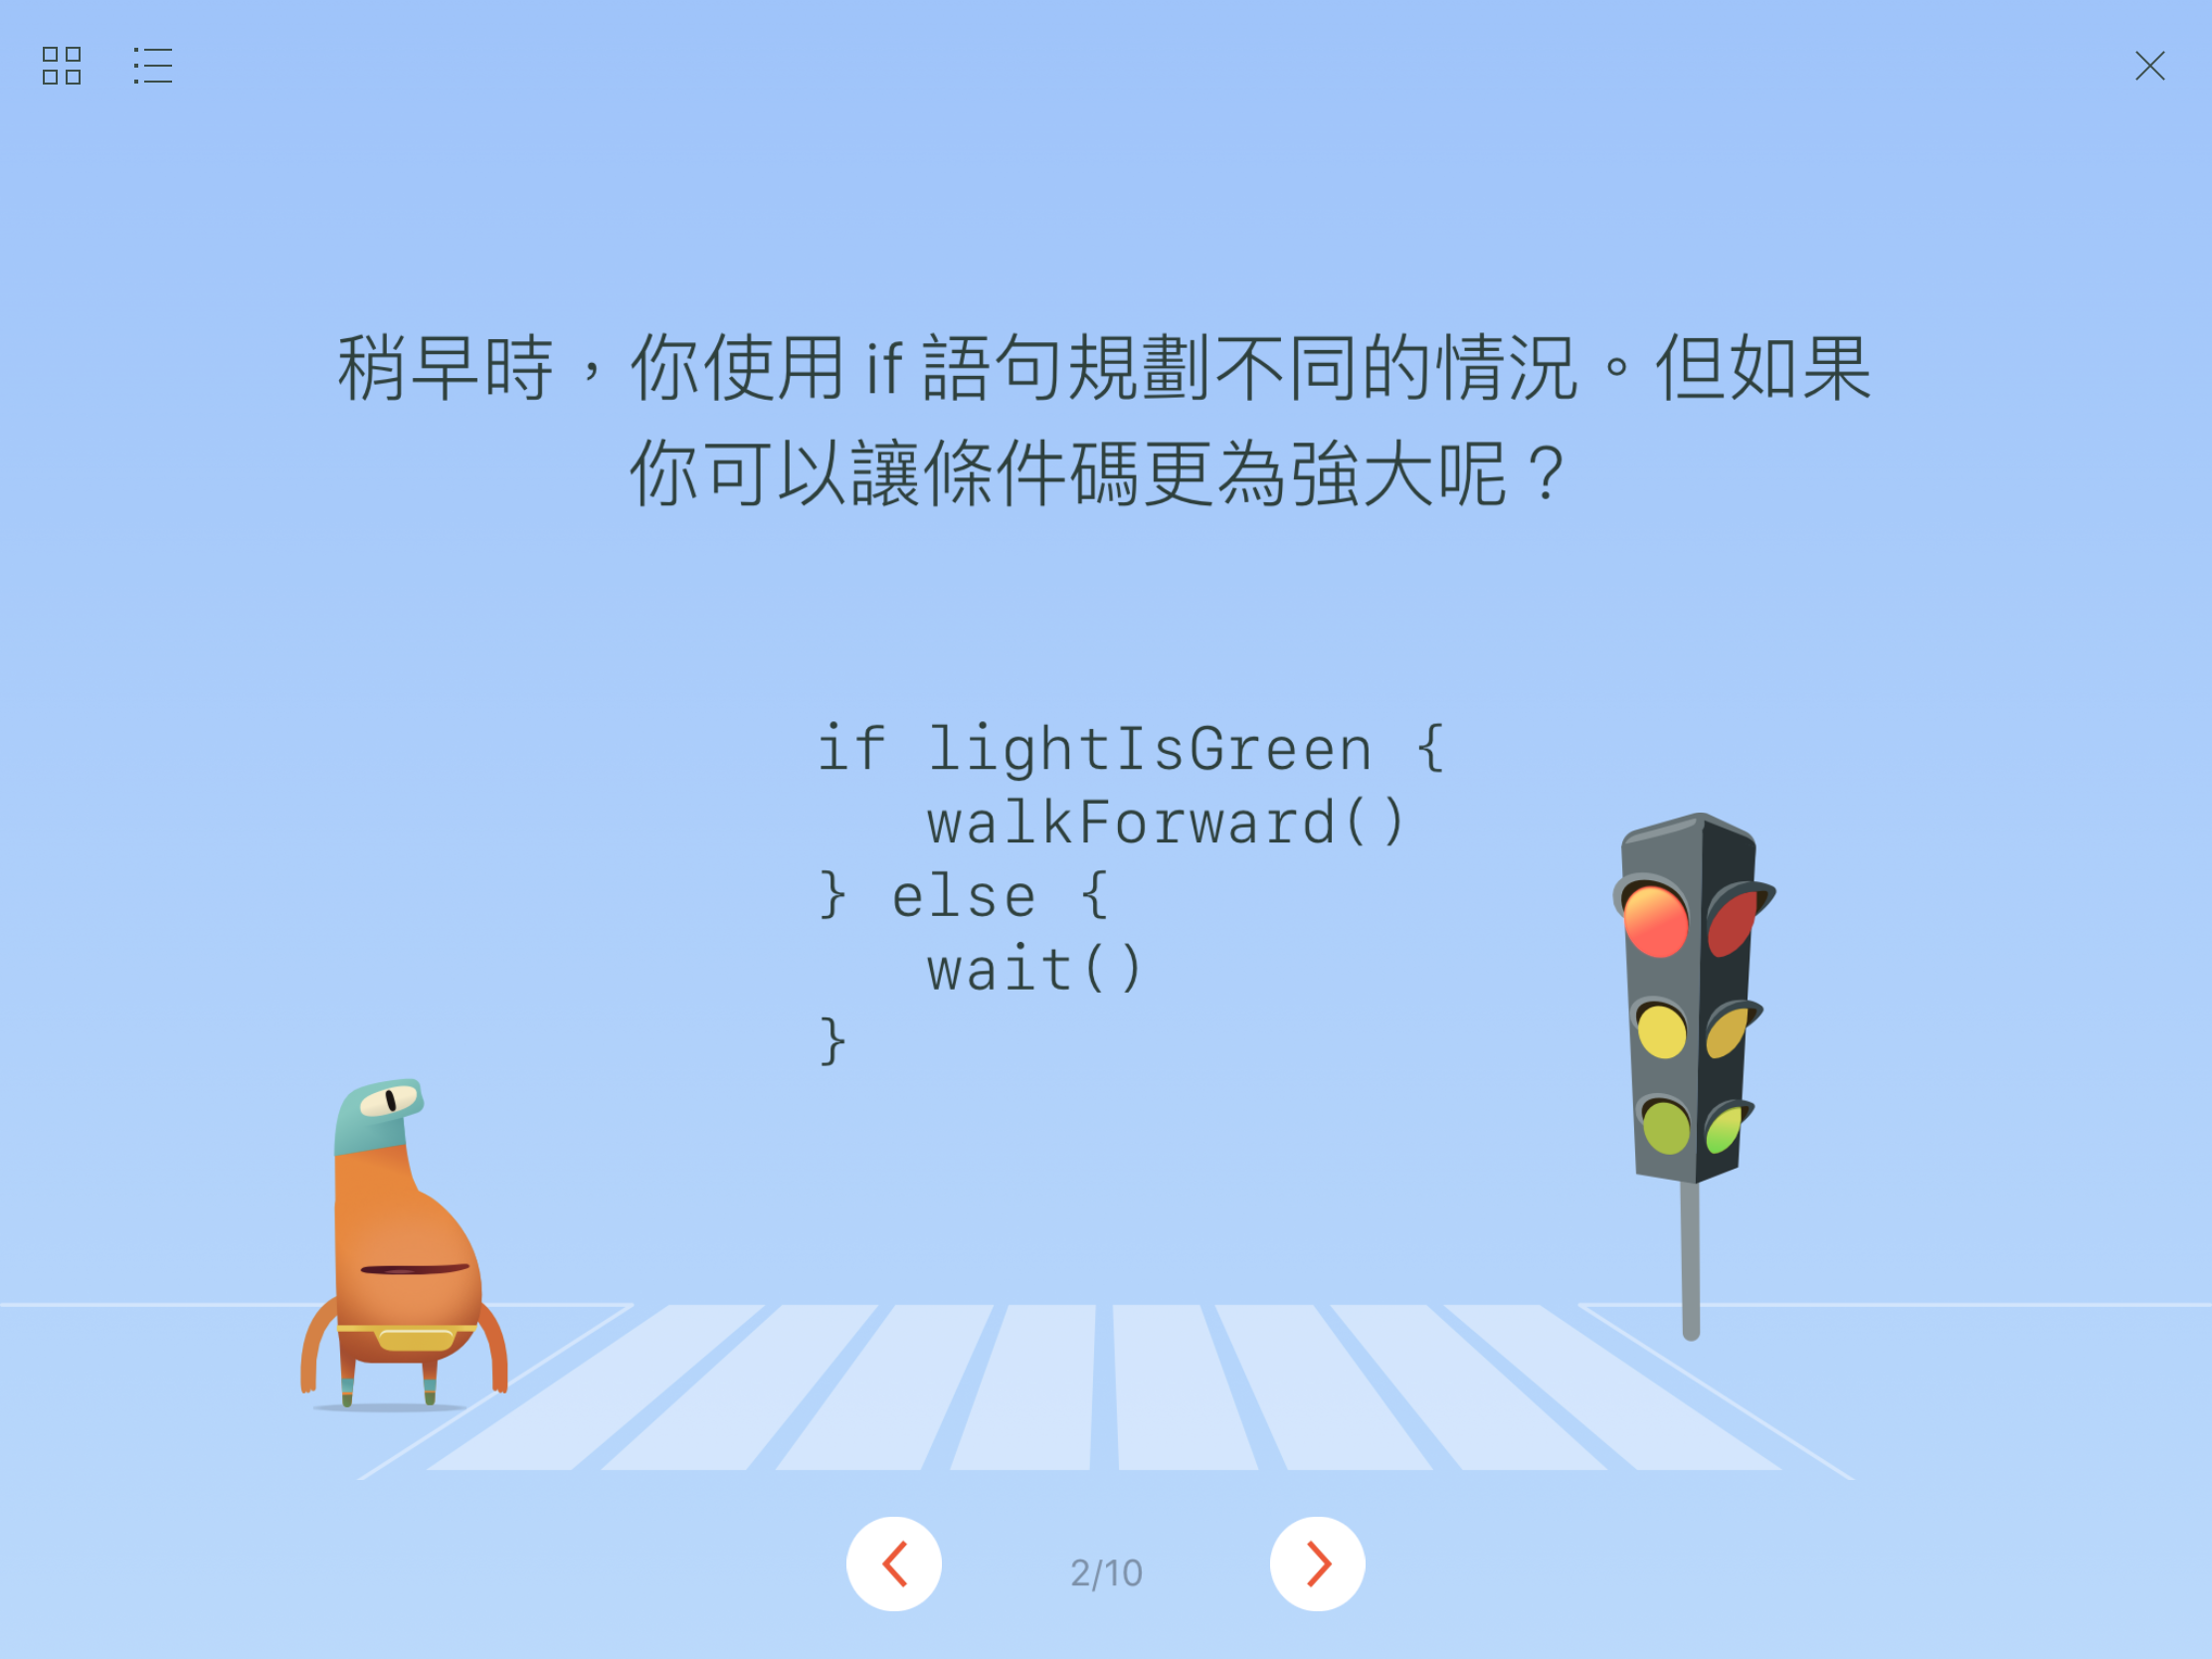 稍早時，你使用 if 語句規劃不同的情況。但如果
你可以讓條件碼更為強大呢？
if lightIsGreen {
   walkForward()
} else {
   wait()
}
2/10